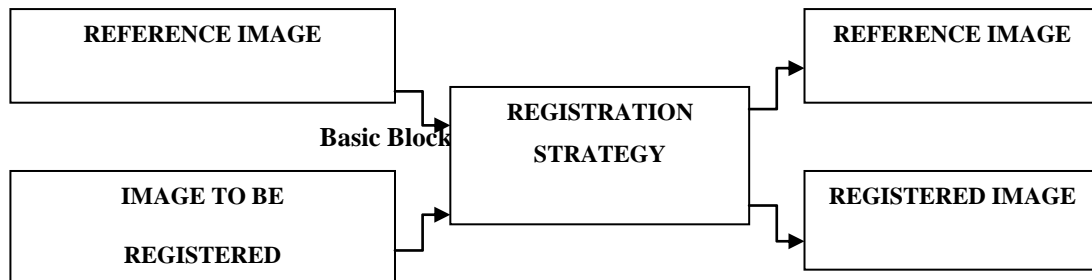 REFERENCE IMAGE
REFERENCE IMAGE
REGISTRATION
STRATEGY
Basic Block
IMAGE TO BE
REGISTERED
REGISTERED IMAGE